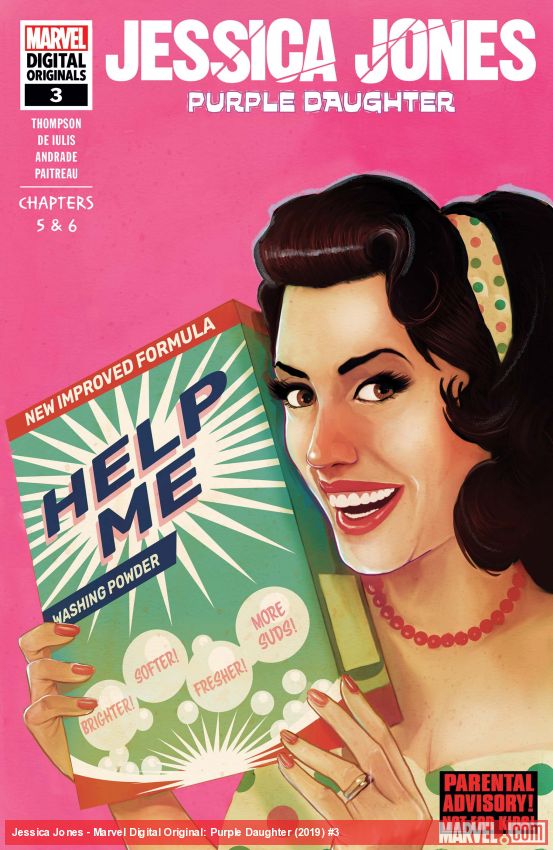 MARVEL
DIGITAL
ORIGINALS
3
JESSICA JONES
PURPLE DAUGHTER
THOMPSON
DE IULIS
ANDRADE
PAITREAU
CHAPTERS
5 & 6
NEW IMPROVED FORMULA
HELP
ME
WASHING POWDER
BRIGHTER!
SOFTER!
FRESHER!
MORE
SUDS!
PARENTAL
ADVISORY!
NOT FOR KIDS!
MARVEL.com
Jessica Jones - Marvel Digital Original: Purple Daughter (2019) #3